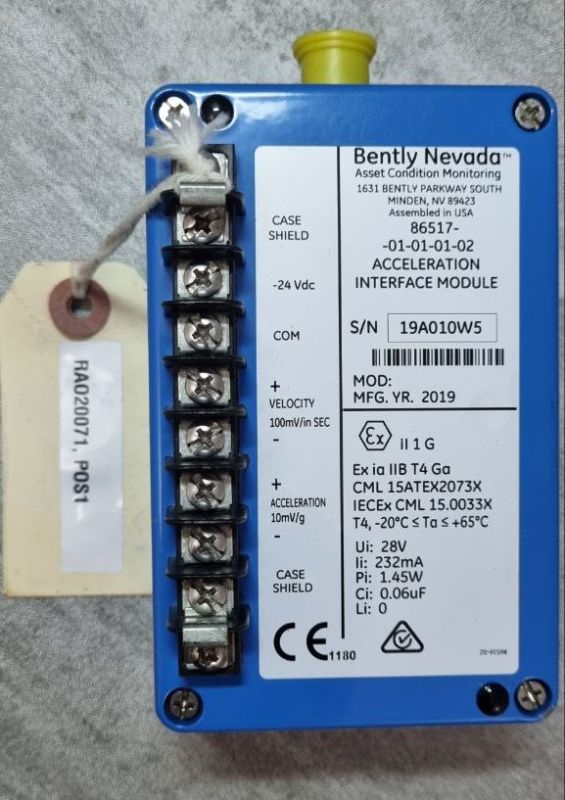 Bently Nevada™
Asset Condition Monitoring
1631 BENTLY PARKWAY SOUTH
MINDEN, NV 89423
Assembled in USA
86517-
-01-01-01-02
ACCELERATION
INTERFACE MODULE
S/N 19A010W5
MOD:
MFG. YR. 2019
Ex II 1 G
Ex ia IIB T4 Ga
CML 15ATEX2073X
IECEx CML 15.0033X
T4, -20°C ≤ Ta ≤ +65°C
Ui: 28V
Ii: 232mA
Pi: 1.45W
Ci: 0.06uF
Li: 0
CASE
SHIELD
-24 Vdc
COM
+
VELOCITY
100mV/in SEC
-
+
ACCELERATION
10mV/g
-
CASE
SHIELD
CE 1180
RA020071, POS1